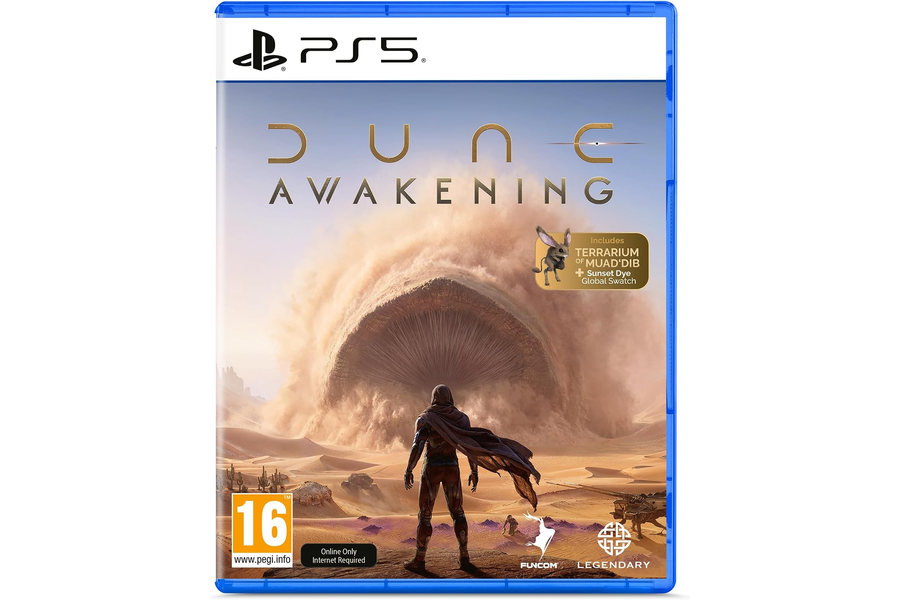 PS5
DUNE
AWAKENING
Includes
TERRARIUM
OF MUAD'DIB
+ Sunset Dye
Global Swatch
16
www.pegi.info
Online Only
Internet Required
FUNCOM
LEGENDARY